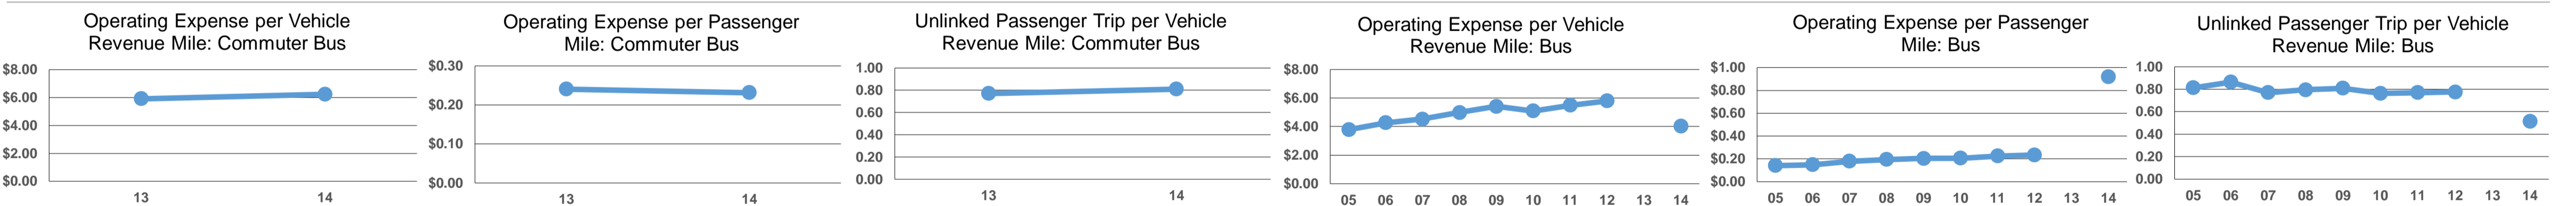 Operating Expense per Vehicle
Revenue Mile: Commuter Bus
$8.00
$6.00
$4.00
$2.00
$0.00
13 14
Operating Expense per Passenger
Mile: Commuter Bus
$0.30
$0.20
$0.10
$0.00
13 14
Unlinked Passenger Trip per Vehicle
Revenue Mile: Commuter Bus
1.00
0.80
0.60
0.40
0.20
0.00
13 14
Operating Expense per Vehicle
Revenue Mile: Bus
$8.00
$6.00
$4.00
$2.00
$0.00
05 06 07 08 09 10 11 12 13 14
Operating Expense per Passenger
Mile: Bus
$1.00
$0.80
$0.60
$0.40
$0.20
$0.00
05 06 07 08 09 10 11 12 13 14
Unlinked Passenger Trip per Vehicle
Revenue Mile: Bus
1.00
0.80
0.60
0.40
0.20
0.00
05 06 07 08 09 10 11 12 13 14